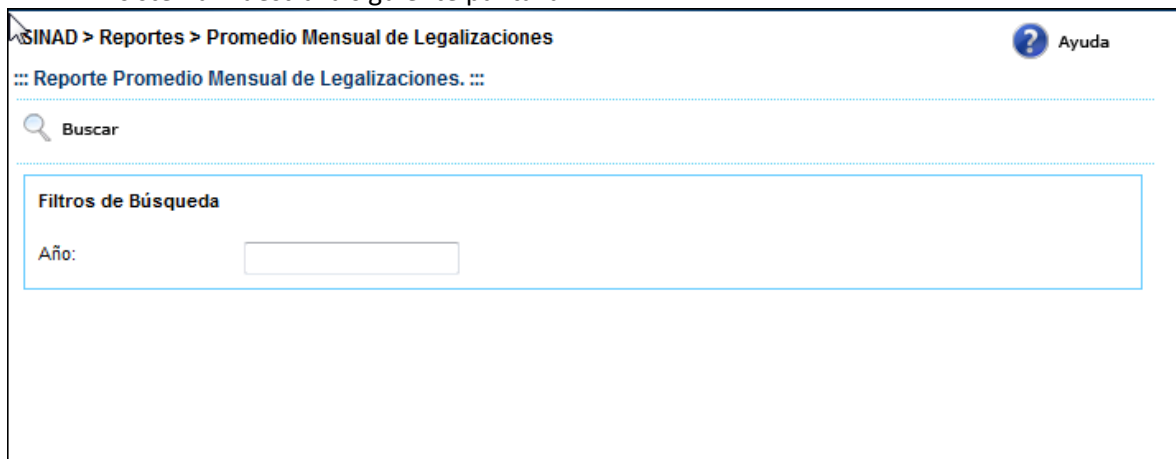 SINAD > Reportes > Promedio Mensual de Legalizaciones
Ayuda
::: Reporte Promedio Mensual de Legalizaciones. :::
Buscar
Filtros de Búsqueda
Año: